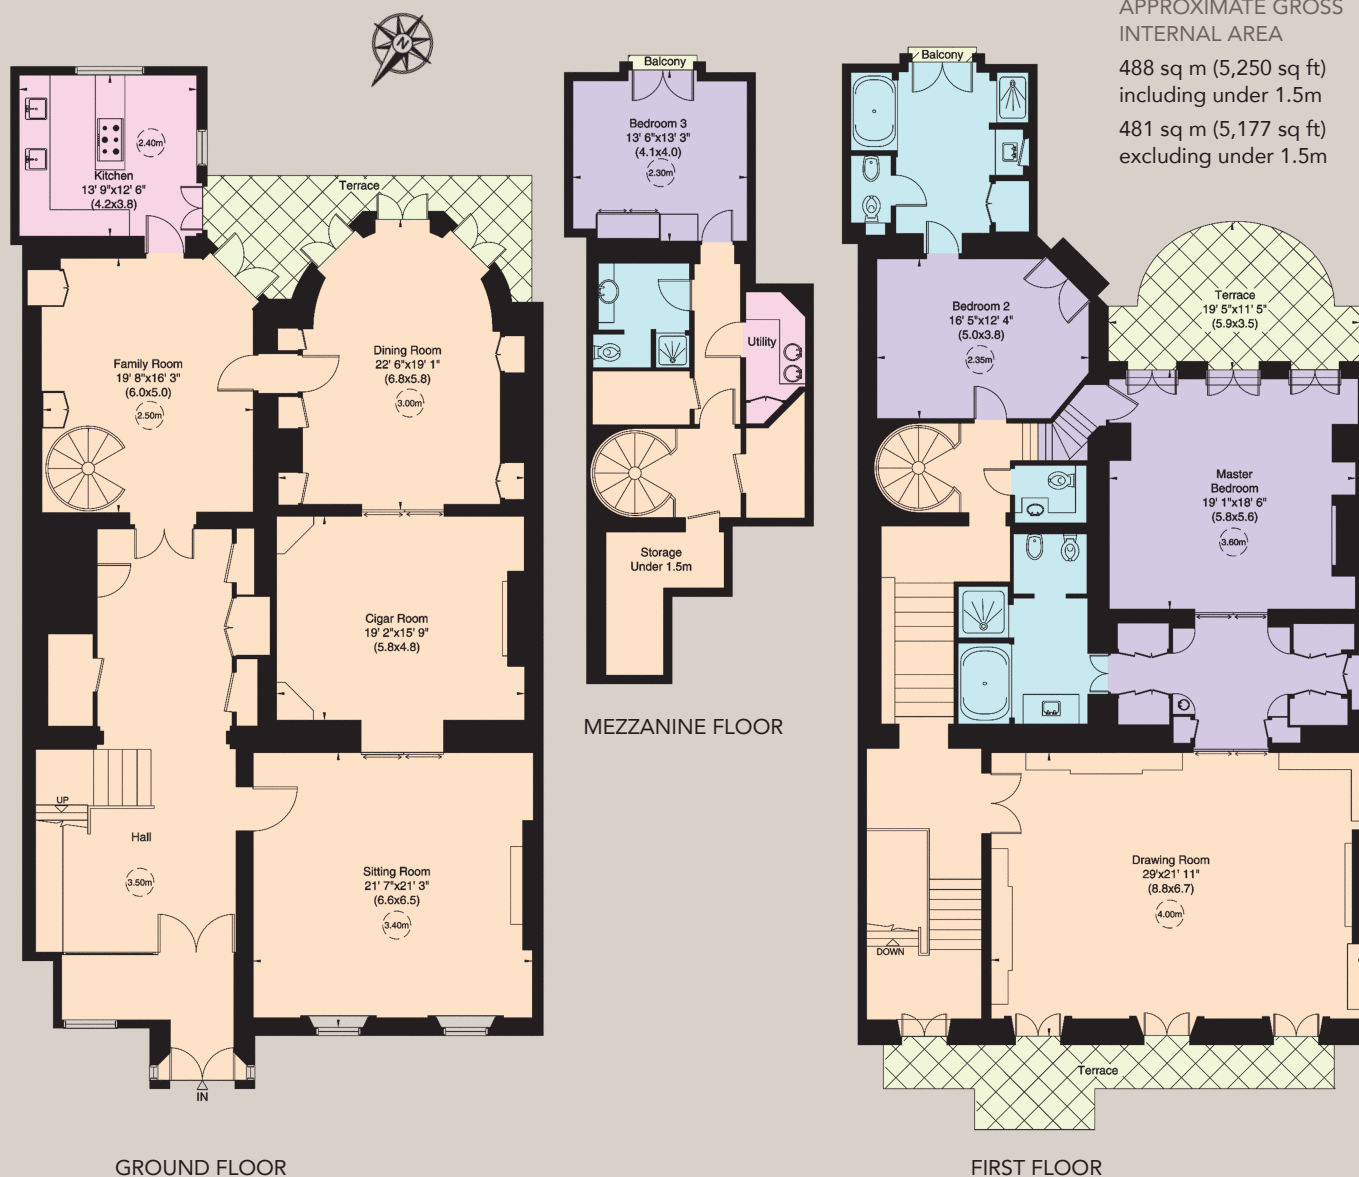 APPROXIMATE GROSS
INTERNAL AREA
488 sq m (5,250 sq ft)
including under 1.5m
481 sq m (5,177 sq ft)
excluding under 1.5m
N
2.40m
Kitchen
13' 9"x12' 6"
(4.2x3.8)
Terrace
Family Room
19' 8"x16' 3"
(6.0x5.0)
2.50m
Dining Room
22' 6"x19' 1"
(6.8x5.8)
3.00m
Cigar Room
19' 2"x15' 9"
(5.8x4.8)
UP
Hall
3.50m
Sitting Room
21' 7"x21' 3"
(6.6x6.5)
3.40m
IN
GROUND FLOOR
Balcony
Bedroom 3
13' 6"x13' 3"
(4.1x4.0)
2.30m
Utility
Storage
Under 1.5m
MEZZANINE FLOOR
Balcony
Bedroom 2
16' 5"x12' 4"
(5.0x3.8)
2.35m
Terrace
19' 5"x11' 5"
(5.9x3.5)
Master
Bedroom
19' 1"x18' 6"
(5.8x5.6)
3.60m
Drawing Room
29'x21' 11"
(8.8x6.7)
4.00m
DOWN
Terrace
FIRST FLOOR